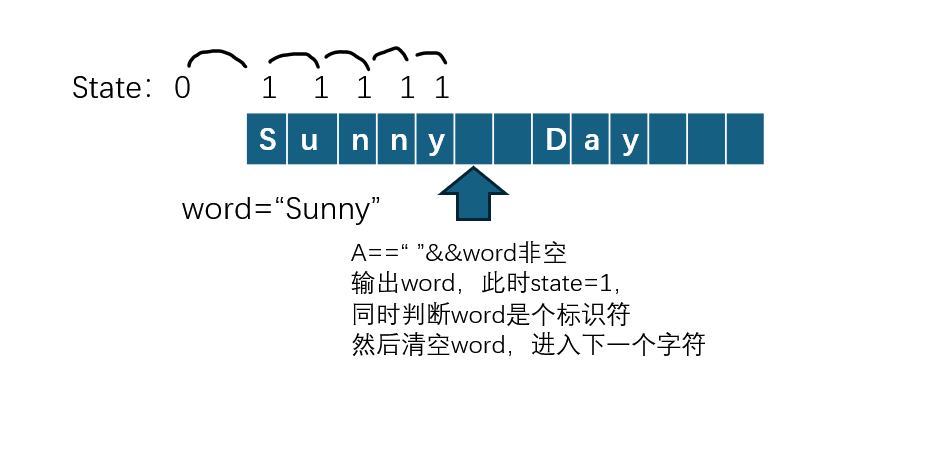 State：0 1 1 1 1 1
Sunny Day
word=“Sunny”
A==“ ”&&word非空
输出word，此时state=1,
同时判断word是个标识符
然后清空word，进入下一个字符